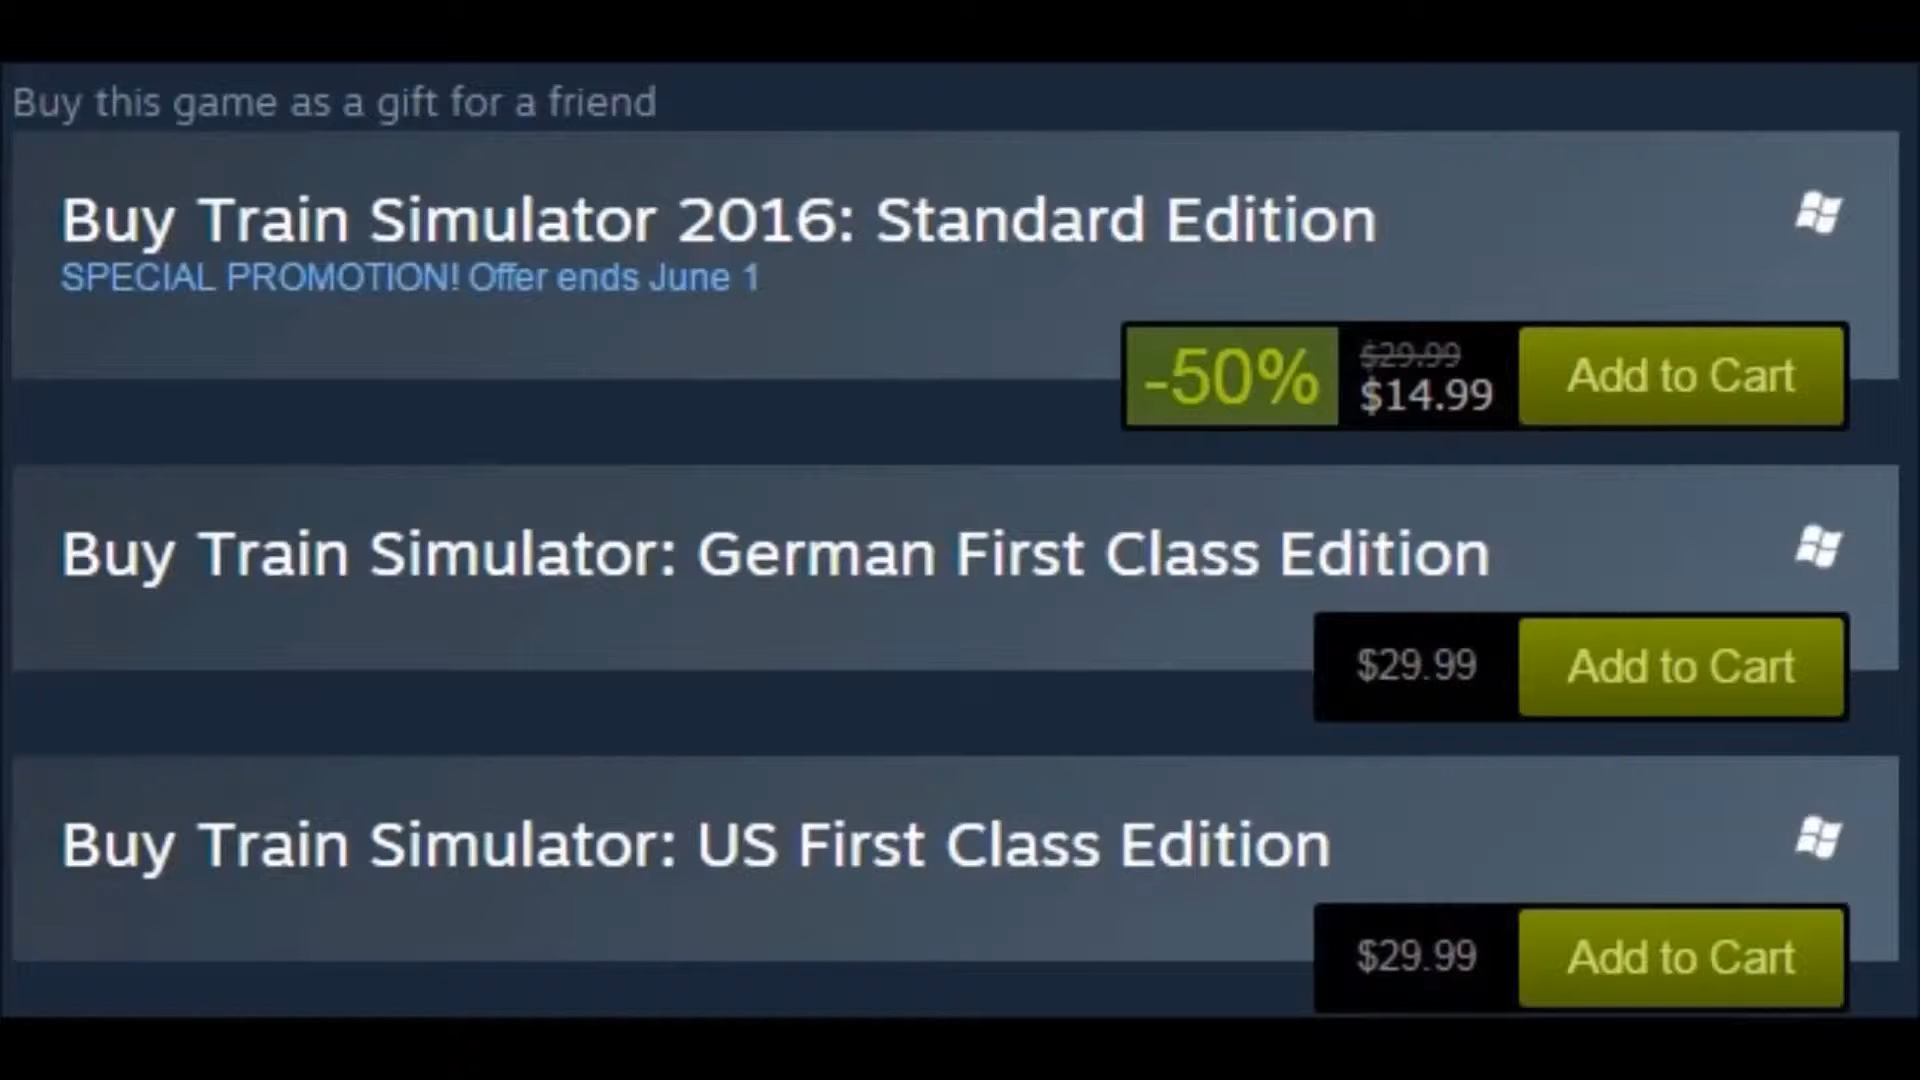 Buy this game as a gift for a friend
Buy Train Simulator 2016: Standard Edition
SPECIAL PROMOTION! Offer ends June 1
-50%
$29.99
$14.99
Add to Cart
Buy Train Simulator: German First Class Edition
$29.99
Add to Cart
Buy Train Simulator: US First Class Edition
$29.99
Add to Cart